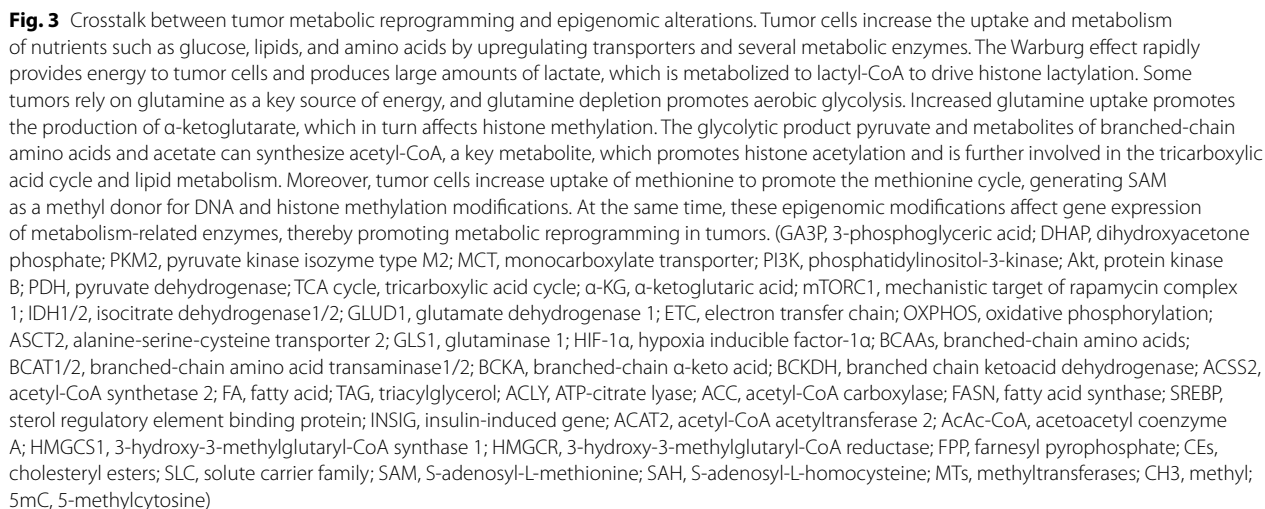 Fig. 3 Crosstalk between tumor metabolic reprogramming and epigenomic alterations. Tumor cells increase the uptake and metabolism
of nutrients such as glucose, lipids, and amino acids by upregulating transporters and several metabolic enzymes. The Warburg effect rapidly
provides energy to tumor cells and produces large amounts of lactate, which is metabolized to lactyl-CoA to drive histone lactylation. Some
tumors rely on glutamine as a key source of energy, and glutamine depletion promotes aerobic glycolysis. Increased glutamine uptake promotes
the production of α-ketoglutarate, which in turn affects histone methylation. The glycolytic product pyruvate and metabolites of branched-chain
amino acids and acetate can synthesize acetyl-CoA, a key metabolite, which promotes histone acetylation and is further involved in the tricarboxylic
acid cycle and lipid metabolism. Moreover, tumor cells increase uptake of methionine to promote the methionine cycle, generating SAM
as a methyl donor for DNA and histone methylation modifications. At the same time, these epigenomic modifications affect gene expression
of metabolism-related enzymes, thereby promoting metabolic reprogramming in tumors. (GA3P, 3-phosphoglyceric acid; DHAP, dihydroxyacetone
phosphate; PKM2, pyruvate kinase isozyme type M2; MCT, monocarboxylate transporter; PI3K, phosphatidylinositol-3-kinase; Akt, protein kinase
B; PDH, pyruvate dehydrogenase; TCA cycle, tricarboxylic acid cycle; α-KG, α-ketoglutaric acid; mTORC1, mechanistic target of rapamycin complex
1; IDH1/2, isocitrate dehydrogenase1/2; GLUD1, glutamate dehydrogenase 1; ETC, electron transfer chain; OXPHOS, oxidative phosphorylation;
ASCT2, alanine-serine-cysteine transporter 2; GLS1, glutaminase 1; HIF-1α, hypoxia inducible factor-1α; BCAAs, branched-chain amino acids;
BCAT1/2, branched-chain amino acid transaminase1/2; BCKA, branched-chain α-keto acid; BCKDH, branched chain ketoacid dehydrogenase; ACSS2,
acetyl-CoA synthetase 2; FA, fatty acid; TAG, triacylglycerol; ACLY, ATP-citrate lyase; ACC, acetyl-CoA carboxylase; FASN, fatty acid synthase; SREBP,
sterol regulatory element binding protein; INSIG, insulin-induced gene; ACAT2, acetyl-CoA acetyltransferase 2; AcAc-CoA, acetoacetyl coenzyme
A; HMGCS1, 3-hydroxy-3-methylglutaryl-CoA synthase 1; HMGCR, 3-hydroxy-3-methylglutaryl-CoA reductase; FPP, farnesyl pyrophosphate; CEs,
cholesteryl esters; SLC, solute carrier family; SAM, S-adenosyl-L-methionine; SAH, S-adenosyl-L-homocysteine; MTs, methyltransferases; CH3, methyl;
5mC, 5-methylcytosine)